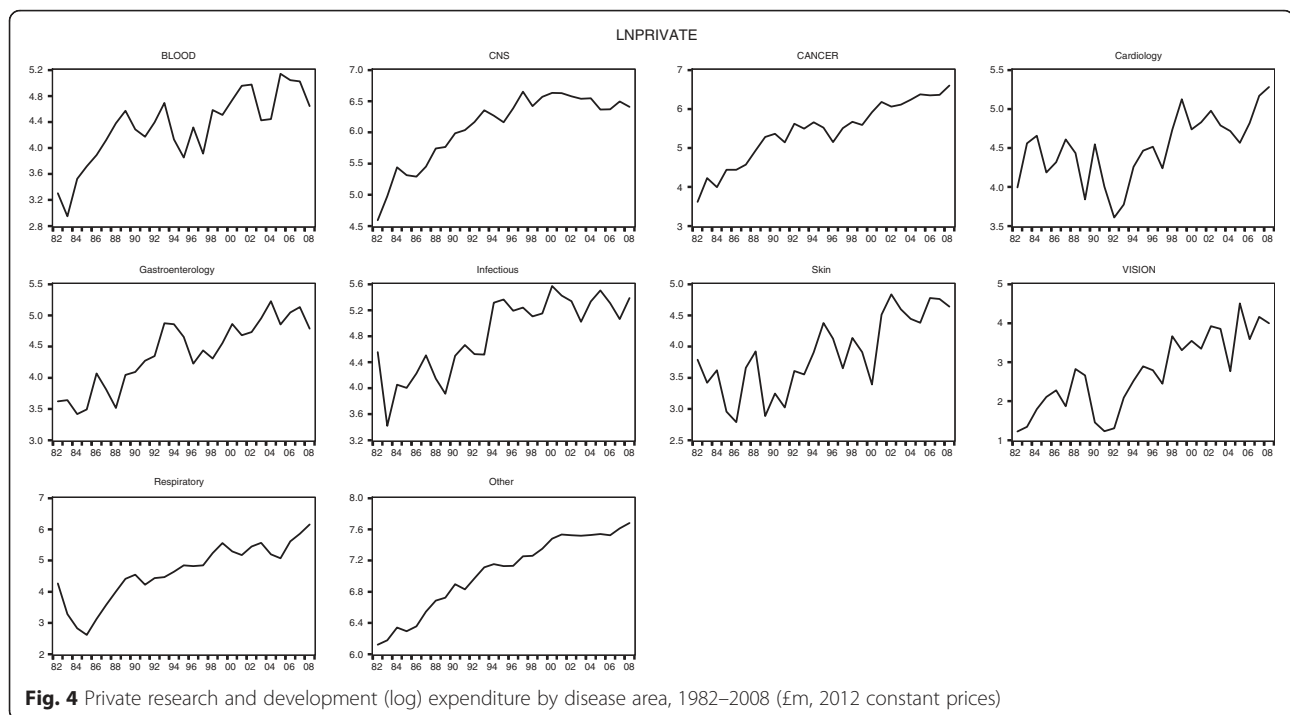 LNPRIVATE
BLOOD CNS CANCER Cardiology
5.2 7.0 7 5.5
4.8 6.5 6 5.0
4.4 6.0
4.0 5 4.5
3.6 5.5
3.2 5.0 4 4.0
2.8 4.5 3 3.5
82 84 86 88 90 92 94 96 98 00 02 04 06 08 82 84 86 88 90 92 94 96 98 00 02 04 06 08 82 84 86 88 90 92 94 96 98 00 02 04 06 08 82 84 86 88 90 92 94 96 98 00 02 04 06 08
Gastroenterology Infectious Skin VISION
5.5 5.6 5.0 5
5.0 5.2 4.5 4
4.5 4.8 4.0
4.4 3
4.0 4.0 3.5
3.5 3.6 3.0 2
3.0 3.2 2.5 1
82 84 86 88 90 92 94 96 98 00 02 04 06 08 82 84 86 88 90 92 94 96 98 00 02 04 06 08 82 84 86 88 90 92 94 96 98 00 02 04 06 08 82 84 86 88 90 92 94 96 98 00 02 04 06 08
Respiratory Other
7 8.0
6 7.6
5 7.2
4 6.8
3 6.4
2 6.0
82 84 86 88 90 92 94 96 98 00 02 04 06 08 82 84 86 88 90 92 94 96 98 00 02 04 06 08
Fig. 4 Private research and development (log) expenditure by disease area, 1982–2008 (£m, 2012 constant prices)